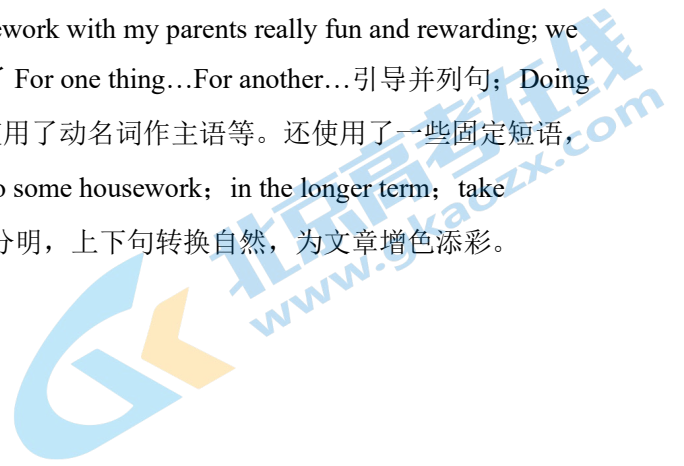 ework with my parents really fun and rewarding; we
For one thing…For another…引导并列句；Doing
用了动名词作主语等。还使用了一些固定短语，
o some housework；in the longer term；take
分明，上下句转换自然，为文章增色添彩。
北京高考在线
www.gkaozx.com